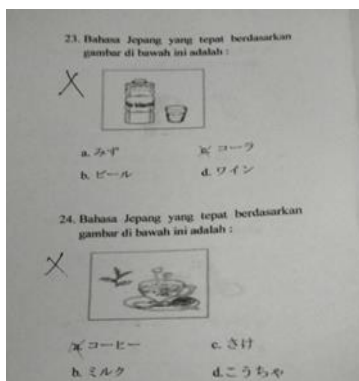 23. Bahasa Jepang yang tepat berdasarkan
gambar di bawah ini adalah :
a. みず
コーラ
b. ビール
d. ワイン
24. Bahasa Jepang yang tepat berdasarkan
gambar di bawah ini adalah :
a. コーヒー
c. さけ
b. ミルク
d. こうちゃ